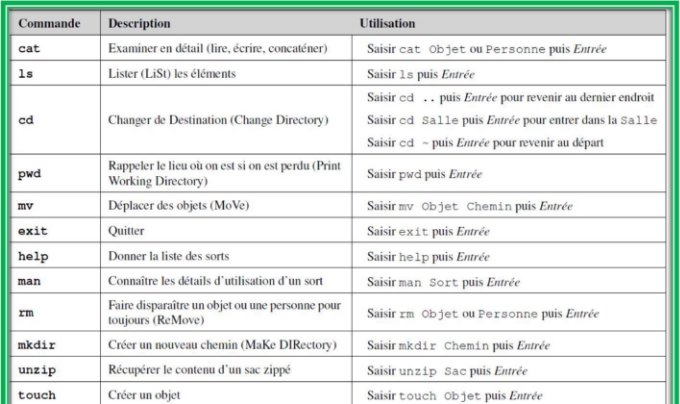 Commande Description Utilisation
cat Examiner en détail (lire, écrire, concaténer) Saisir cat Objet ou Personne puis Entrée
ls Lister (LiSt) les éléments Saisir ls puis Entrée
Saisir cd .. puis Entrée pour revenir au dernier endroit
cd Changer de Destination (Change Directory) Saisir cd Salle puis Entrée pour entrer dans la Salle
Saisir cd ~ puis Entrée pour revenir au départ
pwd Rappeler le lieu où on est si on est perdu (Print
Working Directory) Saisir pwd puis Entrée
mv Déplacer des objets (MoVe) Saisir mv Objet Chemin puis Entrée
exit Quitter Saisir exit puis Entrée
help Donner la liste des sorts Saisir help puis Entrée
man Connaître les détails d'utilisation d'un sort Saisir man Sort puis Entrée
rm Faire disparaître un objet ou une personne pour
toujours (ReMove) Saisir rm Objet ou Personne puis Entrée
mkdir Créer un nouveau chemin (MaKe DIRectory) Saisir mkdir Chemin puis Entrée
unzip Récupérer le contenu d'un sac zippé Saisir unzip Sac puis Entrée
touch Créer un objet Saisir touch Objet puis Entrée